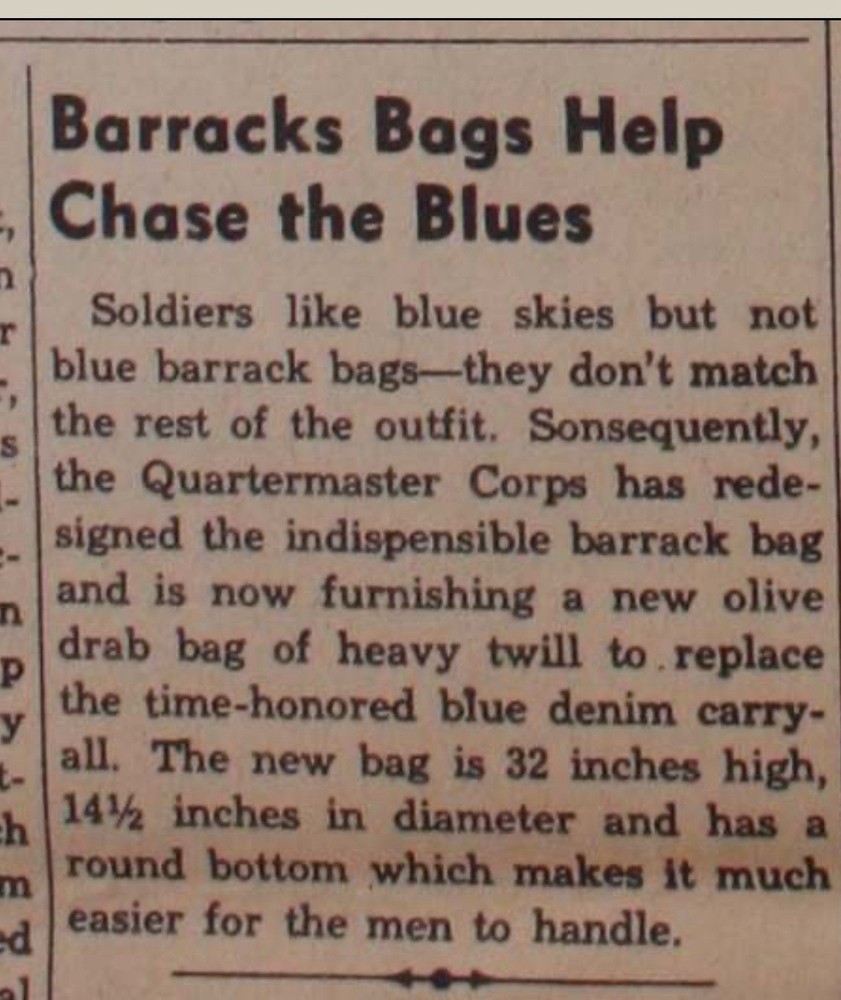 Barracks Bags Help
Chase the Blues
Soldiers like blue skies but not
blue barrack bags—they don't match
the rest of the outfit. Sonsequently,
the Quartermaster Corps has rede-
signed the indispensible barrack bag
and is now furnishing a new olive
drab bag of heavy twill to replace
the time-honored blue denim carry-
all. The new bag is 32 inches high,
14½ inches in diameter and has a
round bottom which makes it much
easier for the men to handle.